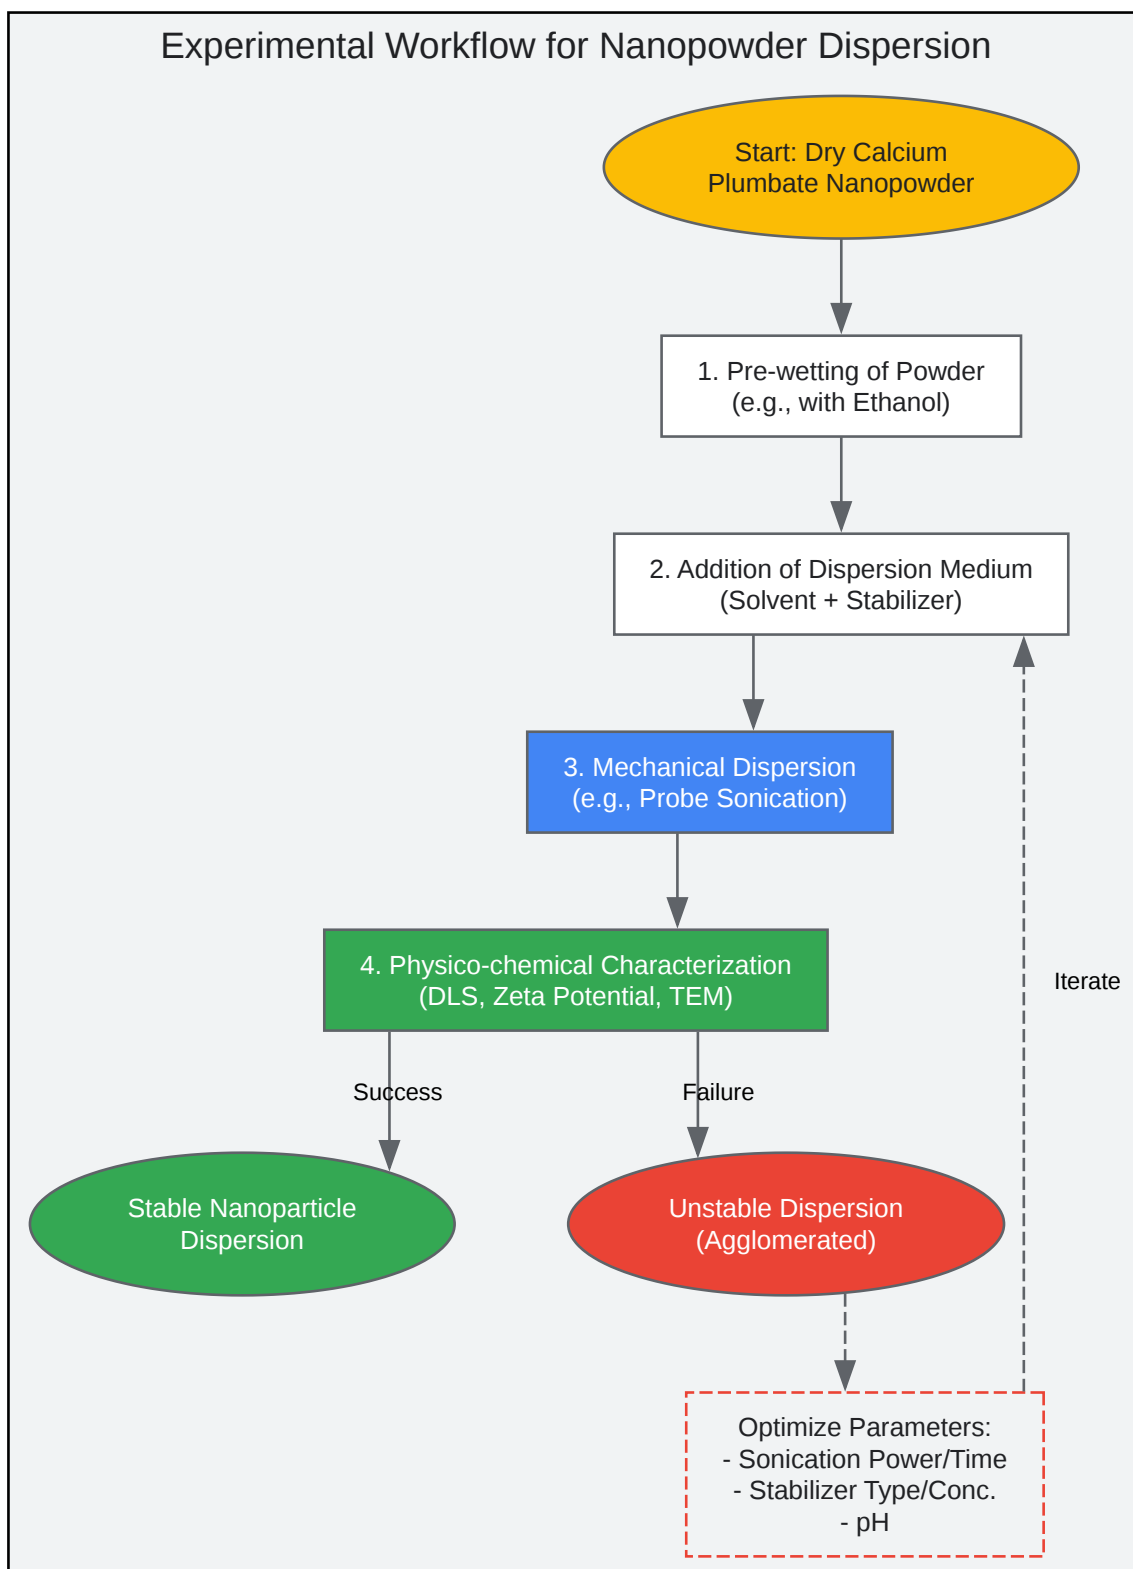 Experimental Workflow for Nanopowder Dispersion
Start: Dry Calcium
Plumbate Nanopowder
1. Pre-wetting of Powder
(e.g., with Ethanol)
2. Addition of Dispersion Medium
(Solvent + Stabilizer)
3. Mechanical Dispersion
(e.g., Probe Sonication)
4. Physico-chemical Characterization
(DLS, Zeta Potential, TEM)
Iterate
Success
Failure
Stable Nanoparticle
Dispersion
Unstable Dispersion
(Agglomerated)
Optimize Parameters:
- Sonication Power/Time
- Stabilizer Type/Conc.
- pH